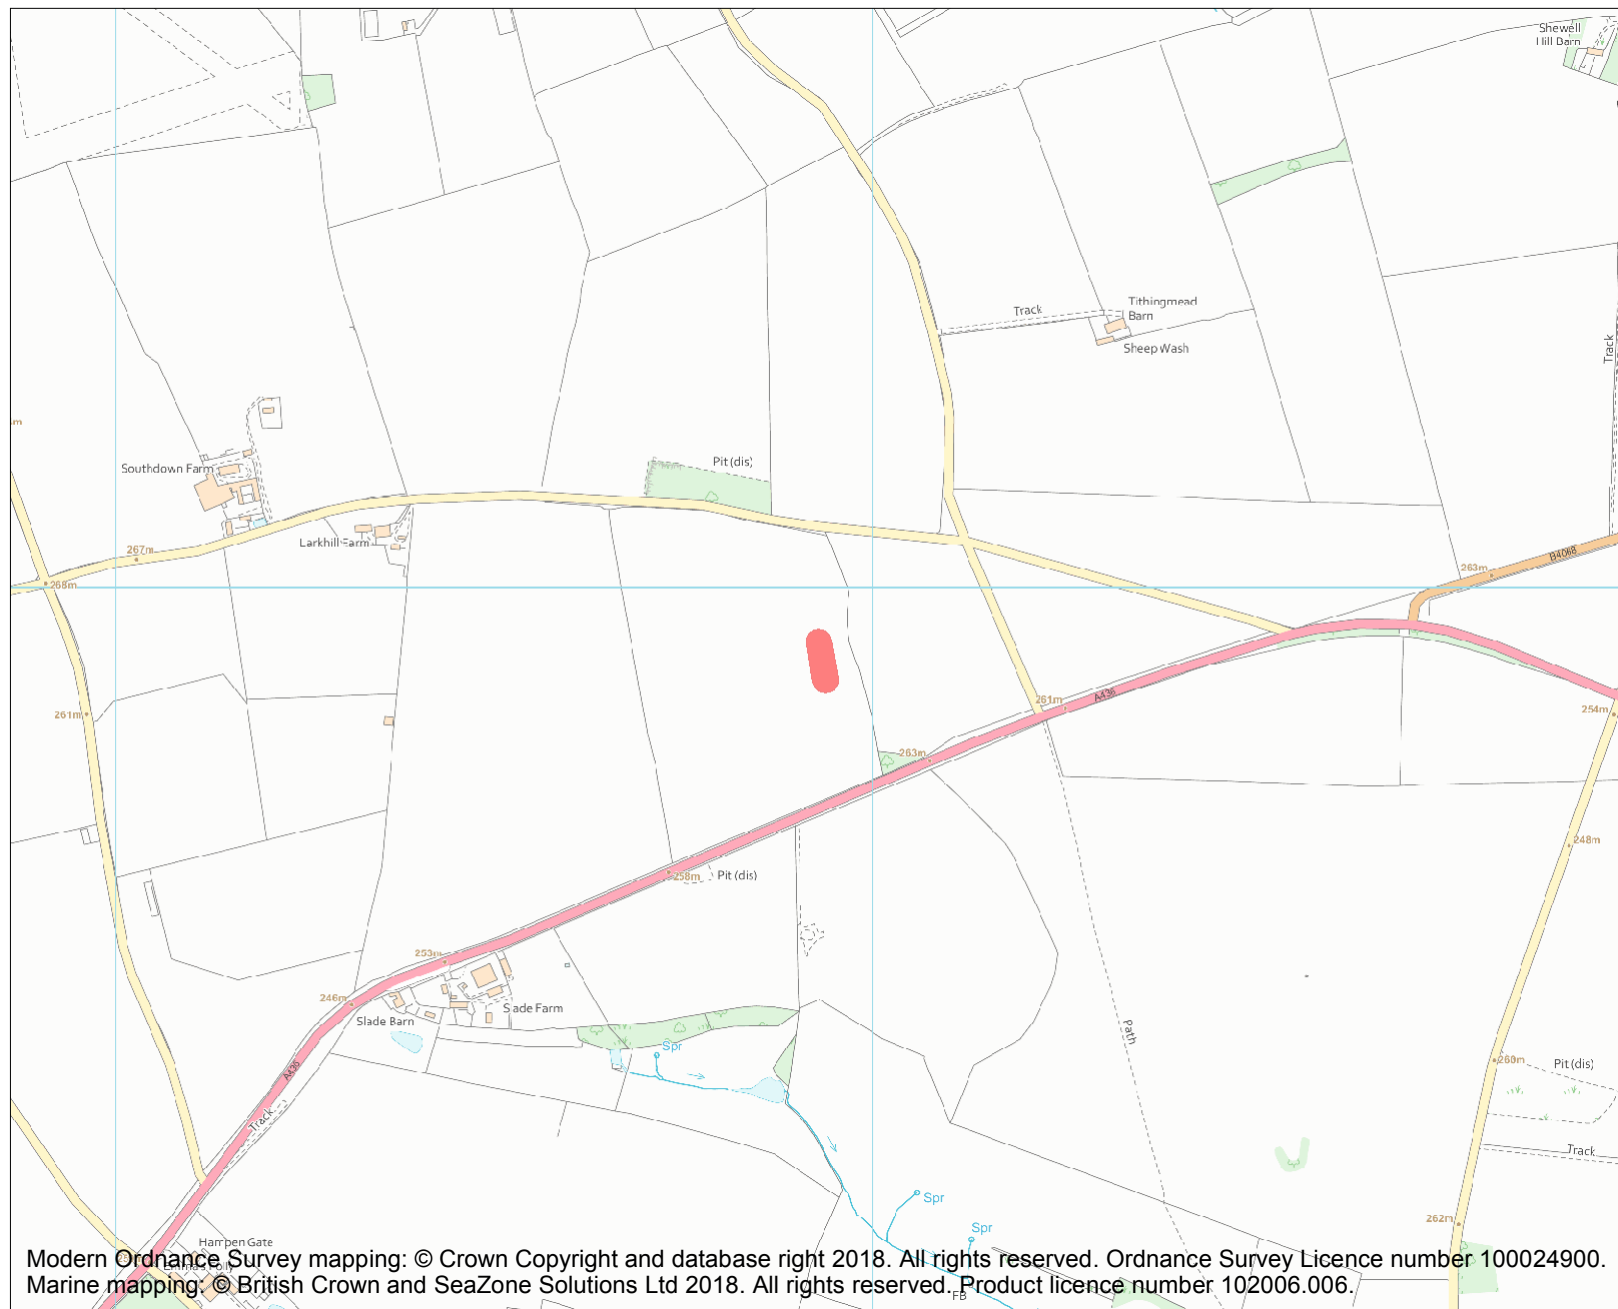 Shewell
Hill Barn
Track
Tithingmead
Barn
Sheep Wash
Track
Pit (dis)
Southdown Farm
Larkhill Farm
267m
268m
B4068
263m
261m
A436
261m
254m
263m
248m
258m
Pit (dis)
253m
246m
Slade Farm
Slade Barn
Path
Spr
260m
Pit (dis)
A436
Track
Track
Spr
262m
Spr
Hampen Gate
Modern Ordnance Survey mapping: © Crown Copyright and database right 2018. All rights reserved. Ordnance Survey Licence number 100024900.
Marine mapping: © British Crown and SeaZone Solutions Ltd 2018. All rights reserved. Product licence number 102006.006.
FB